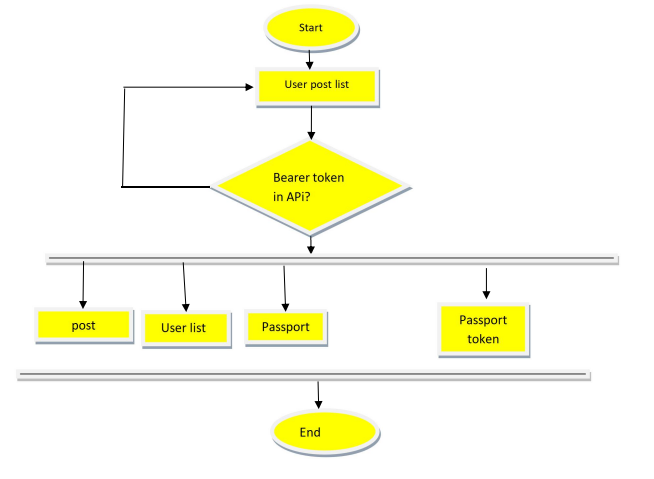 Start
User post list
Bearer token
in APi?
post
User list
Passport
Passport
token
End